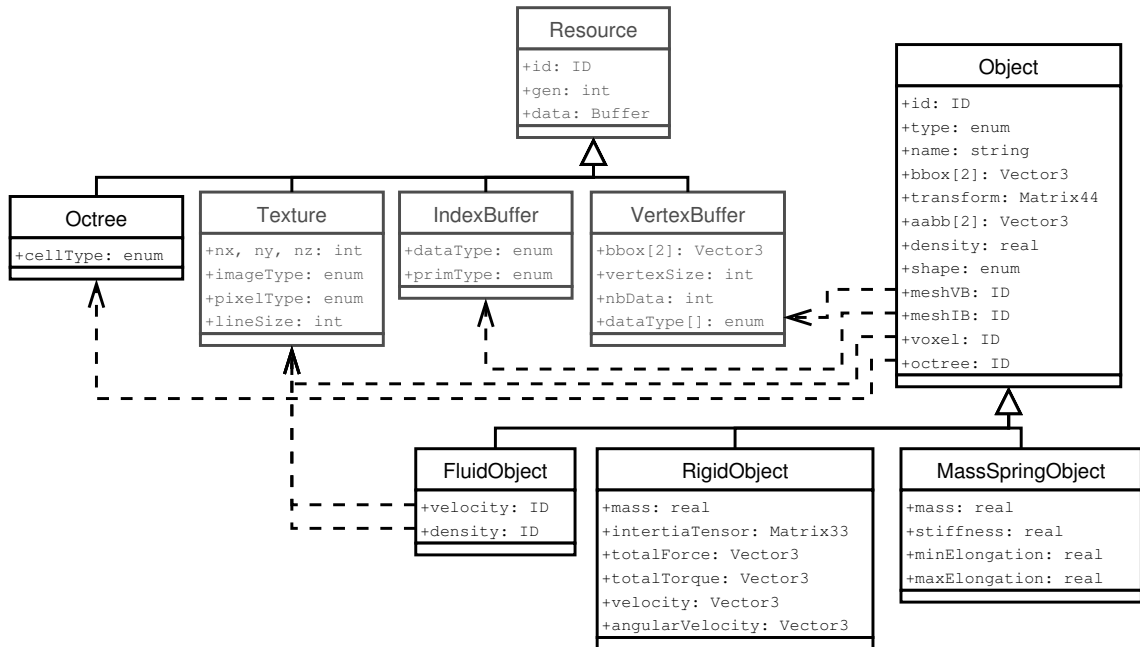 Resource
+id: ID
+gen: int
+data: Buffer
Object
+id: ID
+type: enum
+name: string
+bbox[2]: Vector3
+transform: Matrix44
+aabb[2]: Vector3
+density: real
+shape: enum
+meshVB: ID
+meshIB: ID
+voxel: ID
+octree: ID
Octree
+cellType: enum
Texture
+nx, ny, nz: int
+imageType: enum
+pixelType: enum
+lineSize: int
IndexBuffer
+dataType: enum
+primType: enum
VertexBuffer
+bbox[2]: Vector3
+vertexSize: int
+nbData: int
+dataType[]: enum
FluidObject
+velocity: ID
+density: ID
RigidObject
+mass: real
+intertiaTensor: Matrix33
+totalForce: Vector3
+totalTorque: Vector3
+velocity: Vector3
+angularVelocity: Vector3
MassSpringObject
+mass: real
+stiffness: real
+minElongation: real
+maxElongation: real